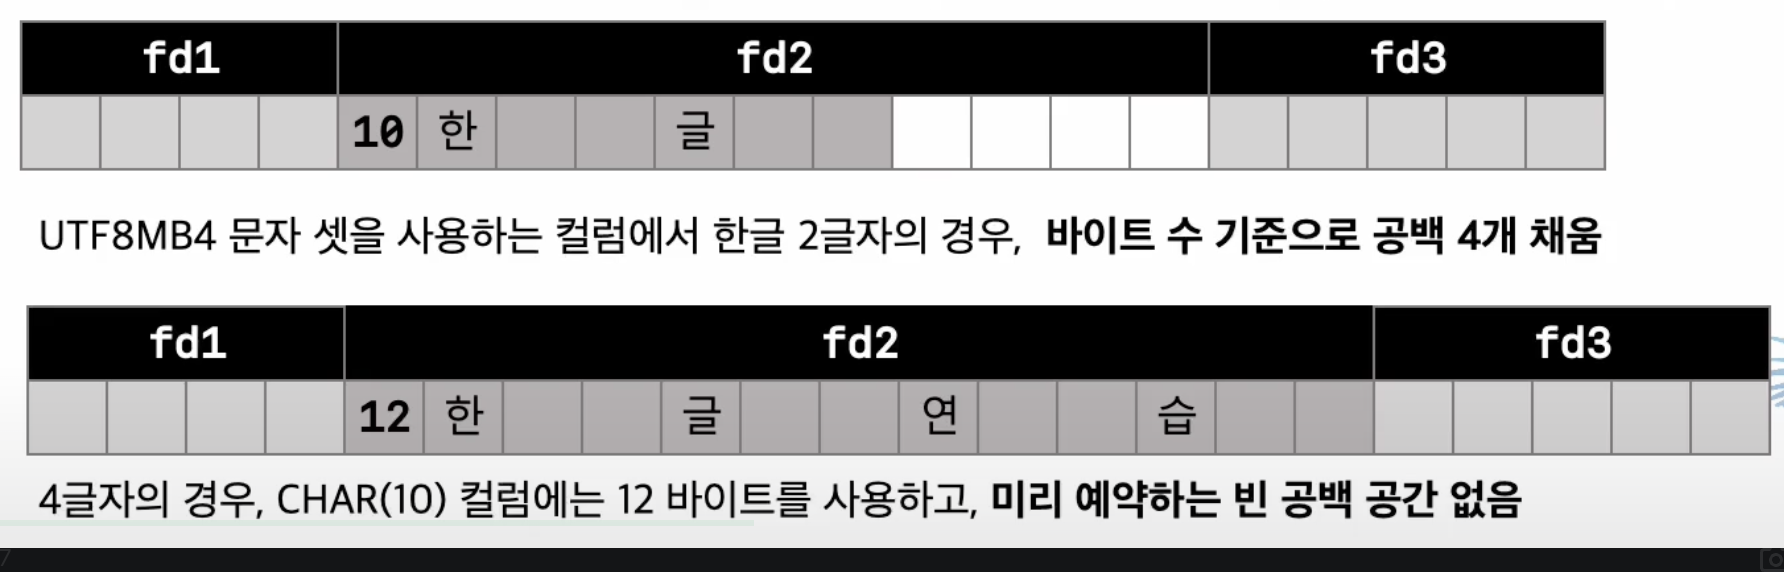 fd1 fd2 fd3
10 한 글
UTF8MB4 문자 셋을 사용하는 컬럼에서 한글 2글자의 경우, 바이트 수 기준으로 공백 4개 채움
fd1 fd2 fd3
12 한 글 연 습
4글자의 경우, CHAR(10) 컬럼에는 12 바이트를 사용하고, 미리 예약하는 빈 공백 공간 없음
7